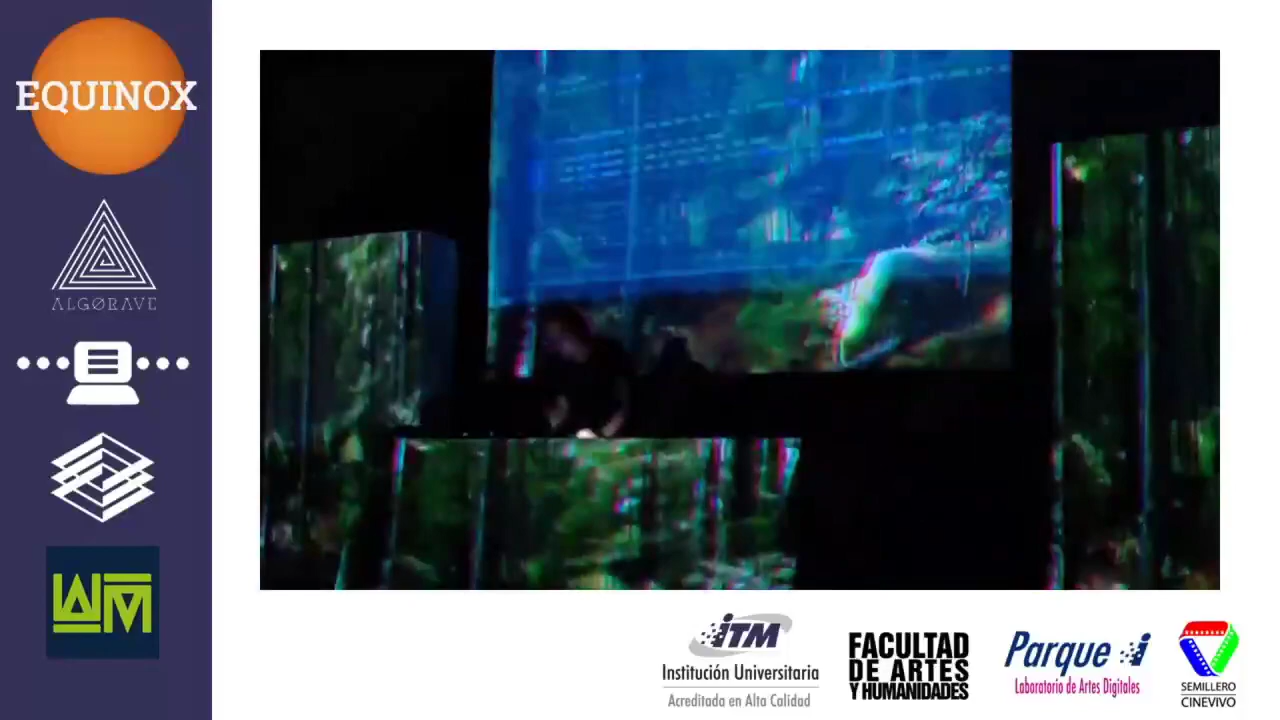 EQUINOX
ALGØRAVE
iTM
Institución Universitaria
Acreditada en Alta Calidad
FACULTAD
DE ARTES
Y HUMANIDADES
Parque i
Laboratorio de Artes Digitales
SEMILLERO
CINEVIVO